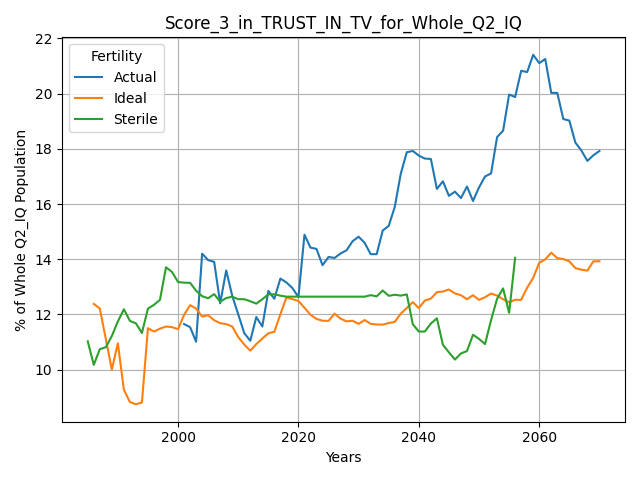 Score_3_in_TRUST_IN_TV_for_Whole_Q2_IQ
% of Whole Q2_IQ Population
22
20
18
16
14
12
10
Fertility
Actual
Ideal
Sterile
2000
2020
2040
2060
Years